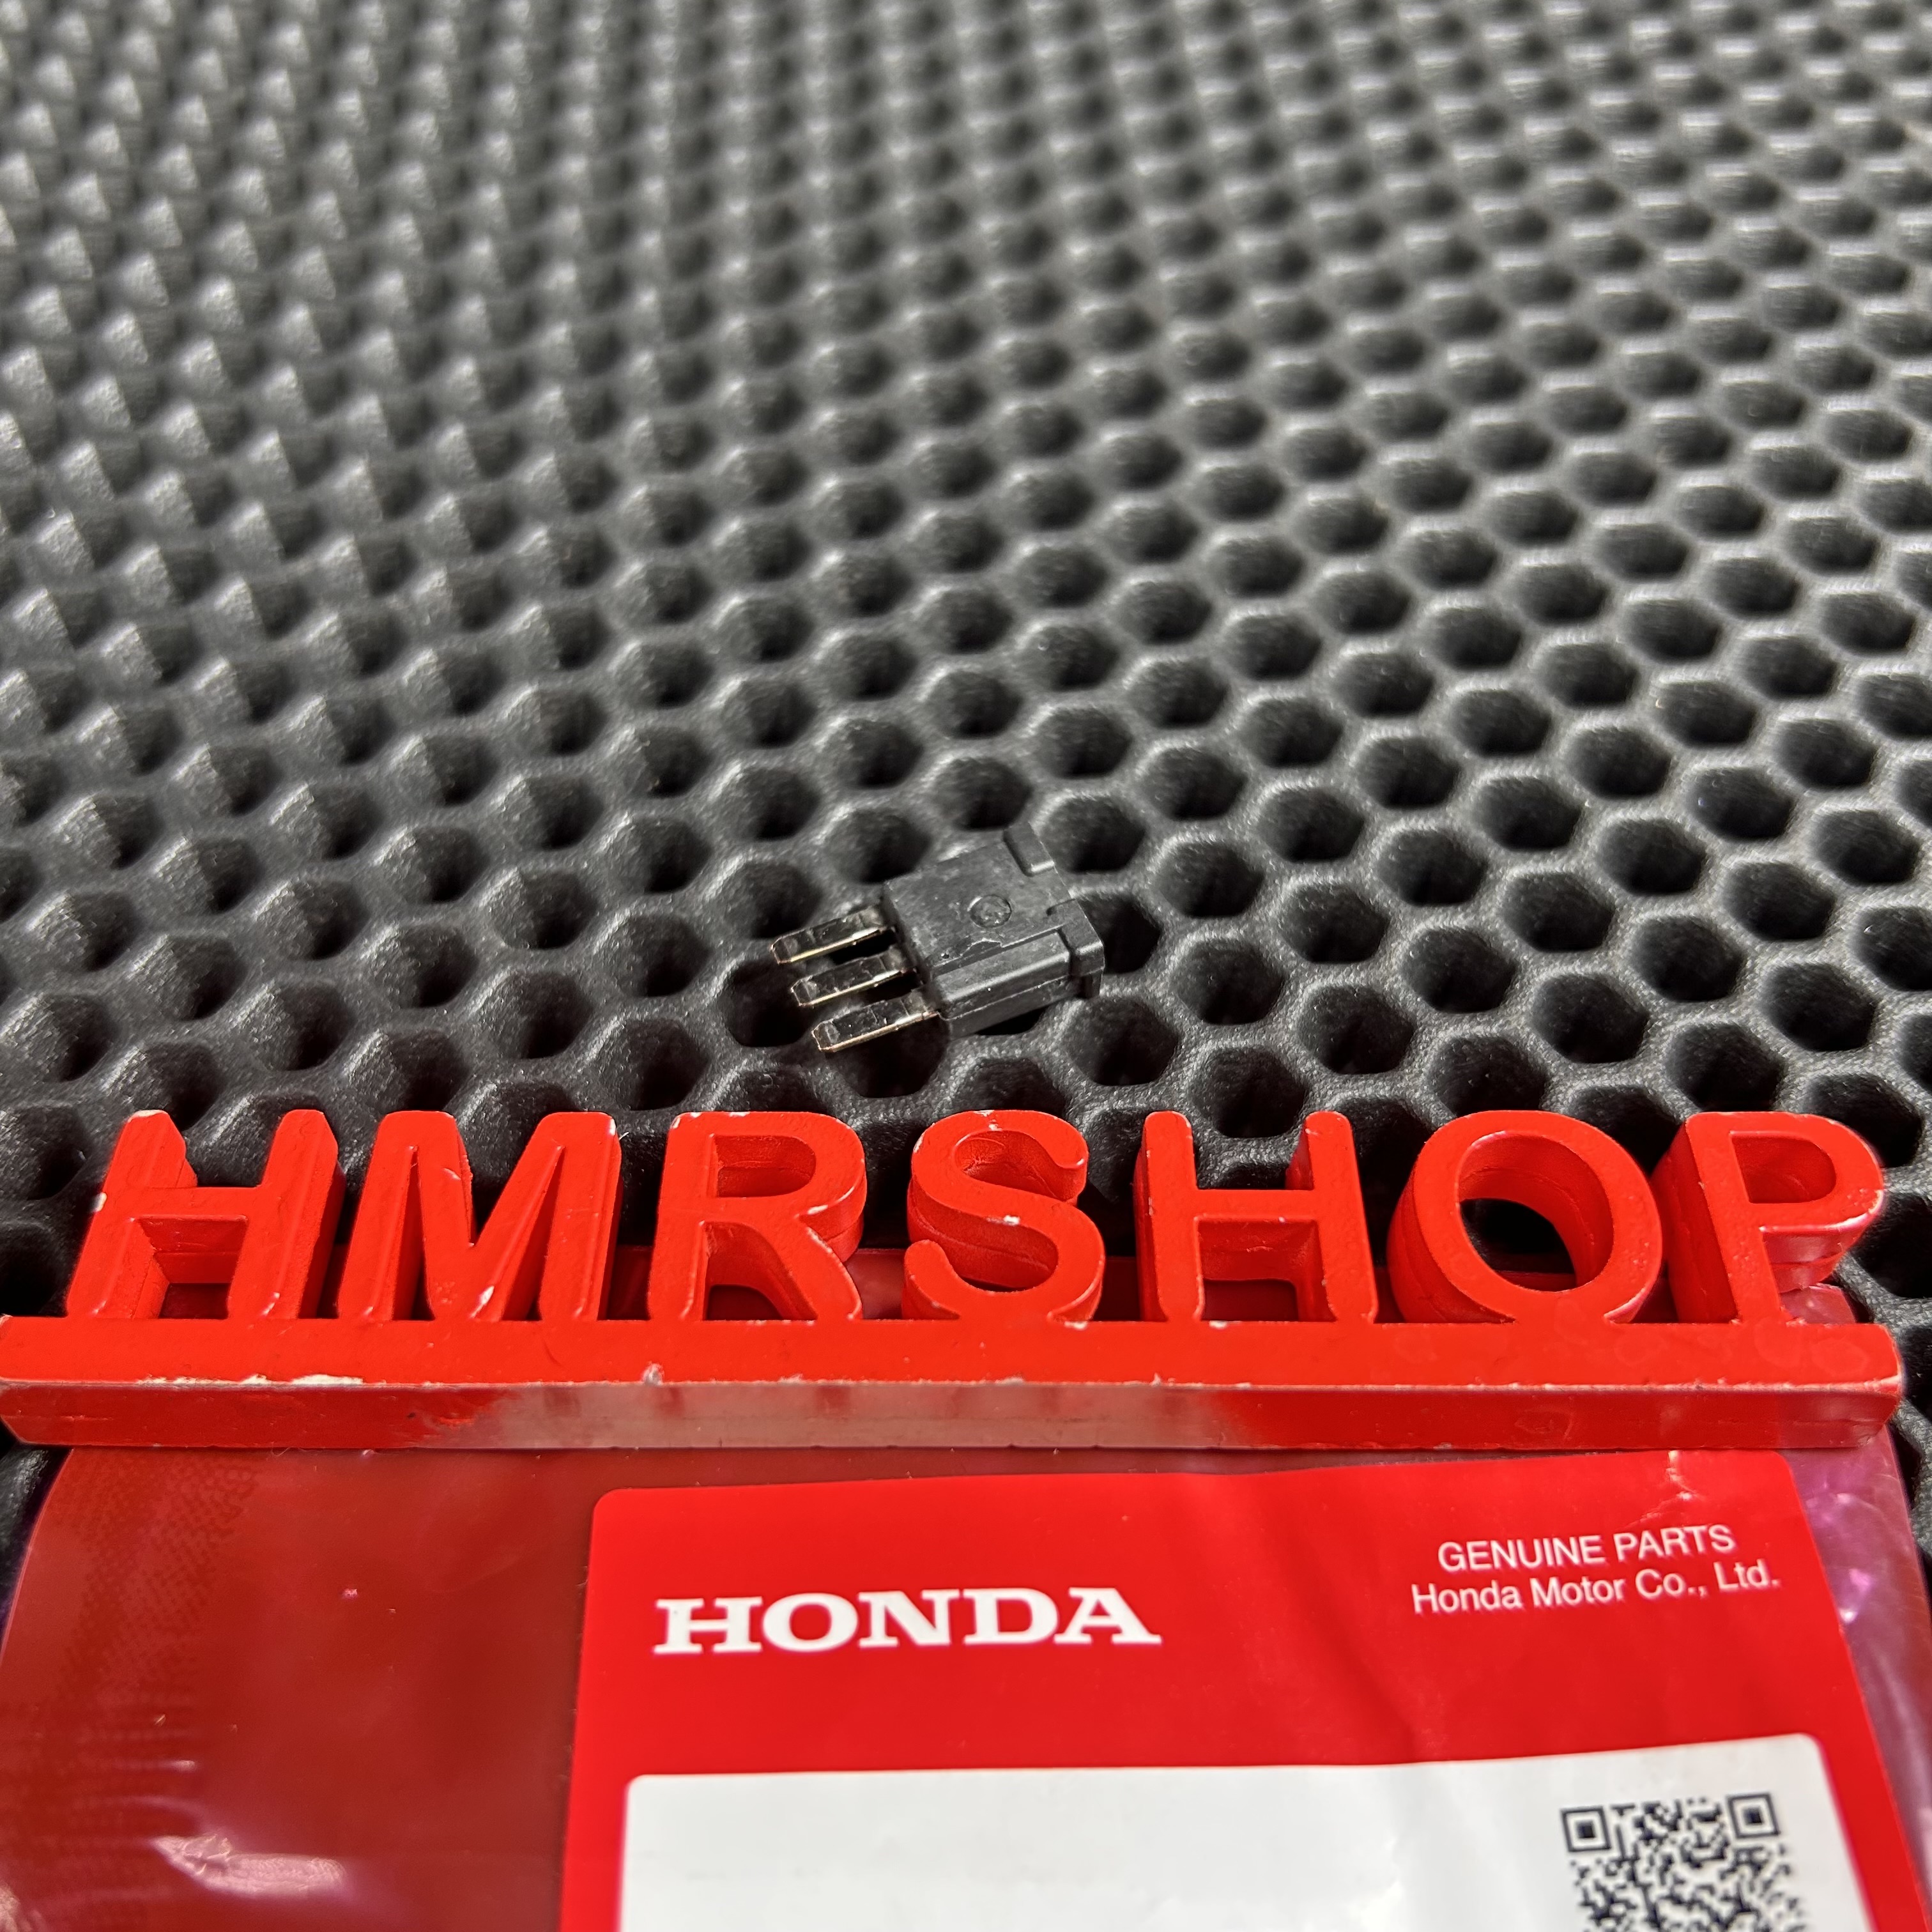 HMRSHOP
HONDA
GENUINE PARTS
Honda Motor Co., Ltd.